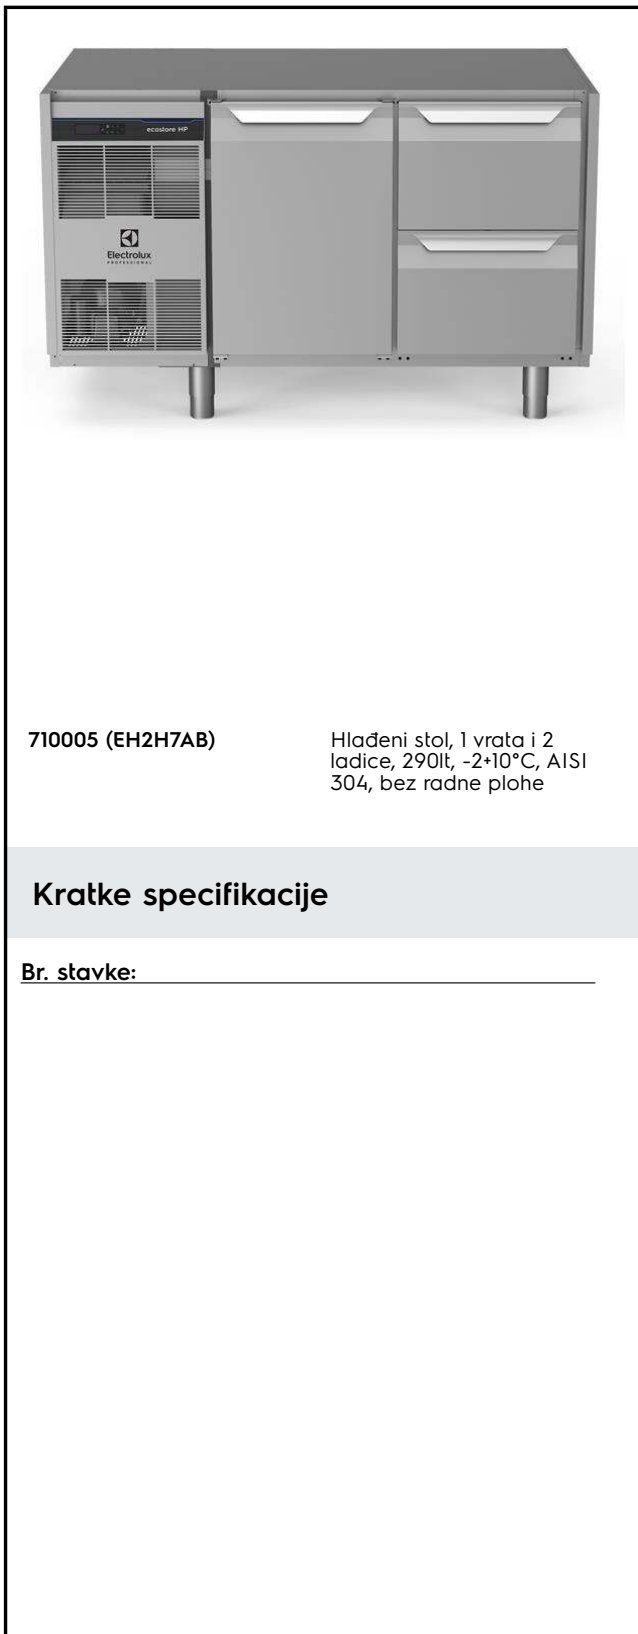 ecostore HP
Electrolux
PROFESSIONAL
710005 (EH2H7AB)
Hlađeni stol, 1 vrata i 2
ladice, 290lt, -2+10°C, AISI
304, bez radne plohe
Kratke specifikacije
Br. stavke: